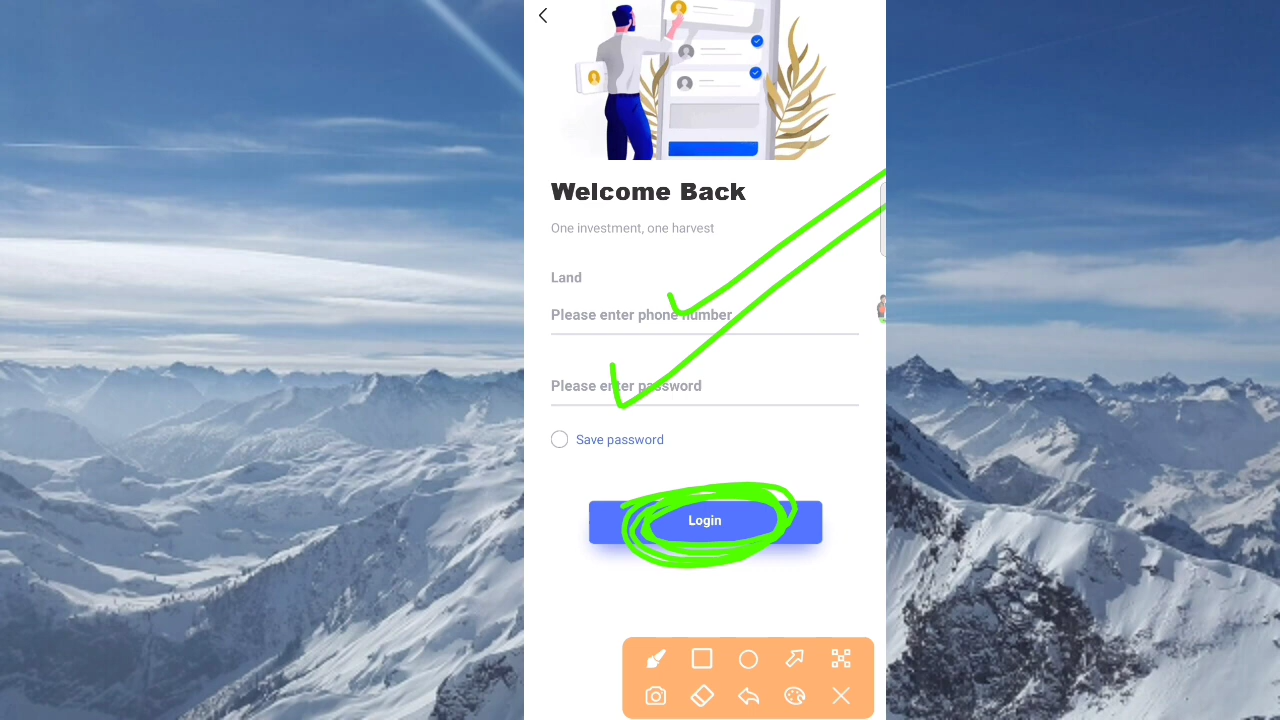 Welcome Back
One investment, one harvest
Land
Please enter phone number
Please enter password
Save password
Login